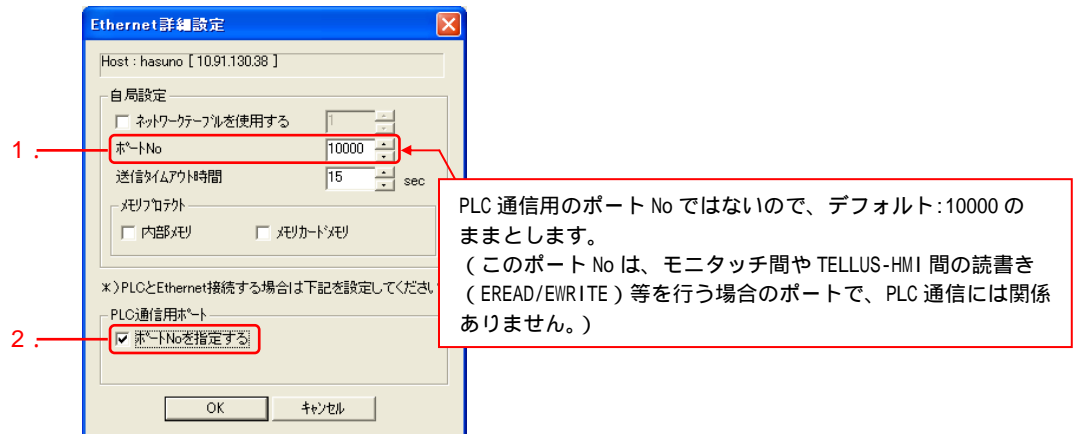 Ethernet詳細設定
Host : hasuno [ 10.91.130.38 ]
自局設定
ネットワークテーブルを使用する 1
1. ポートNo 10000
送信タイムアウト時間 15 sec
メモリプロテクト
内部メモリ メモリカードメモリ
*)PLCとEthernet接続する場合は下記を設定してくださ
PLC通信用ポート
2. ポートNoを指定する
OK キャンセル
PLC 通信用のポート No ではないので、デフォルト:10000 の
ままとします。
(このポート No は、モニタッチ間や TELLUS-HMI 間の読書き
(EREAD/EWRITE)等を行う場合のポートで、PLC 通信には関係
ありません。)